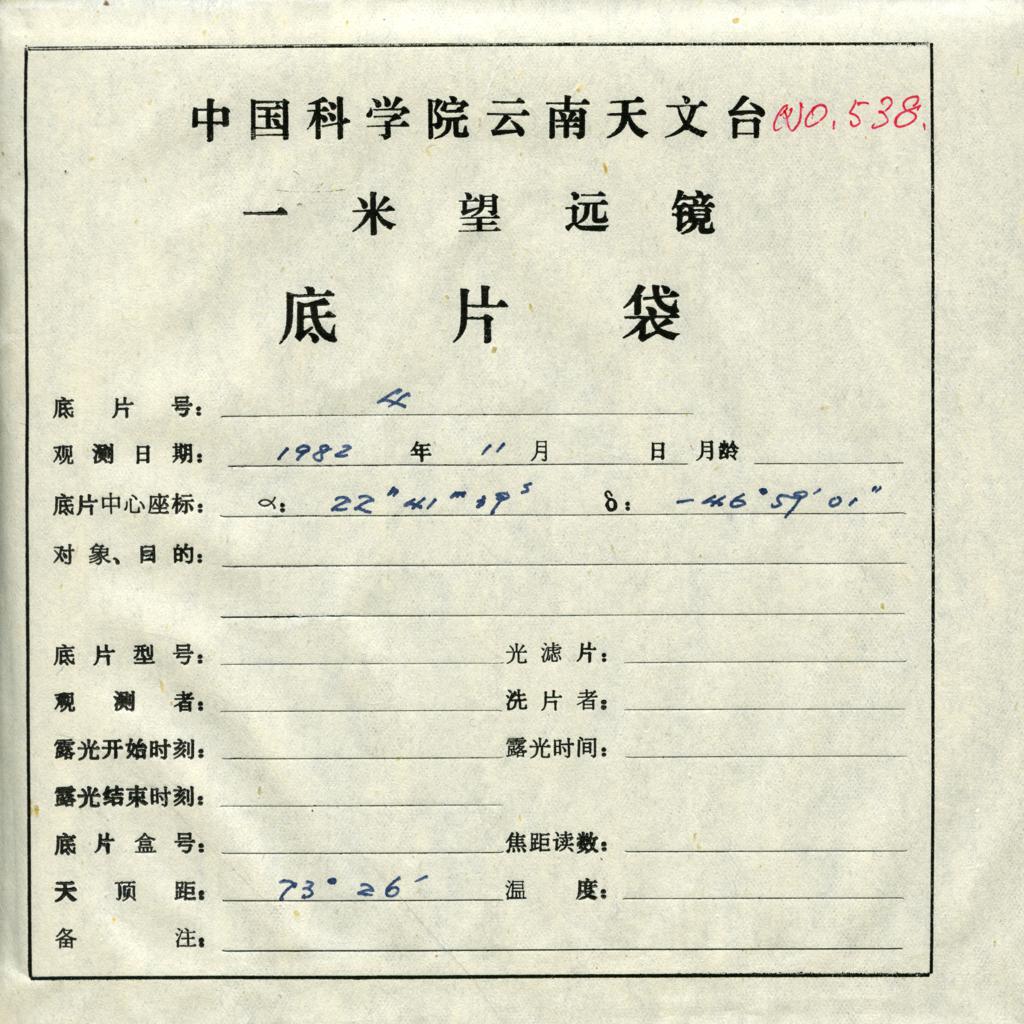 中国科学院云南天文台 NO.538.
一米望远镜
底片袋
底片号： 4
观测日期： 1982 年 11 月 日 月龄
底片中心座标： α： 22h 41m 39s δ： -46°59′01″
对象、目的：
底片型号： 光滤片：
观测者： 洗片者：
露光开始时刻： 露光时间：
露光结束时刻：
底片盒号： 焦距读数：
天顶距： 73° 26′ 温度：
备注：